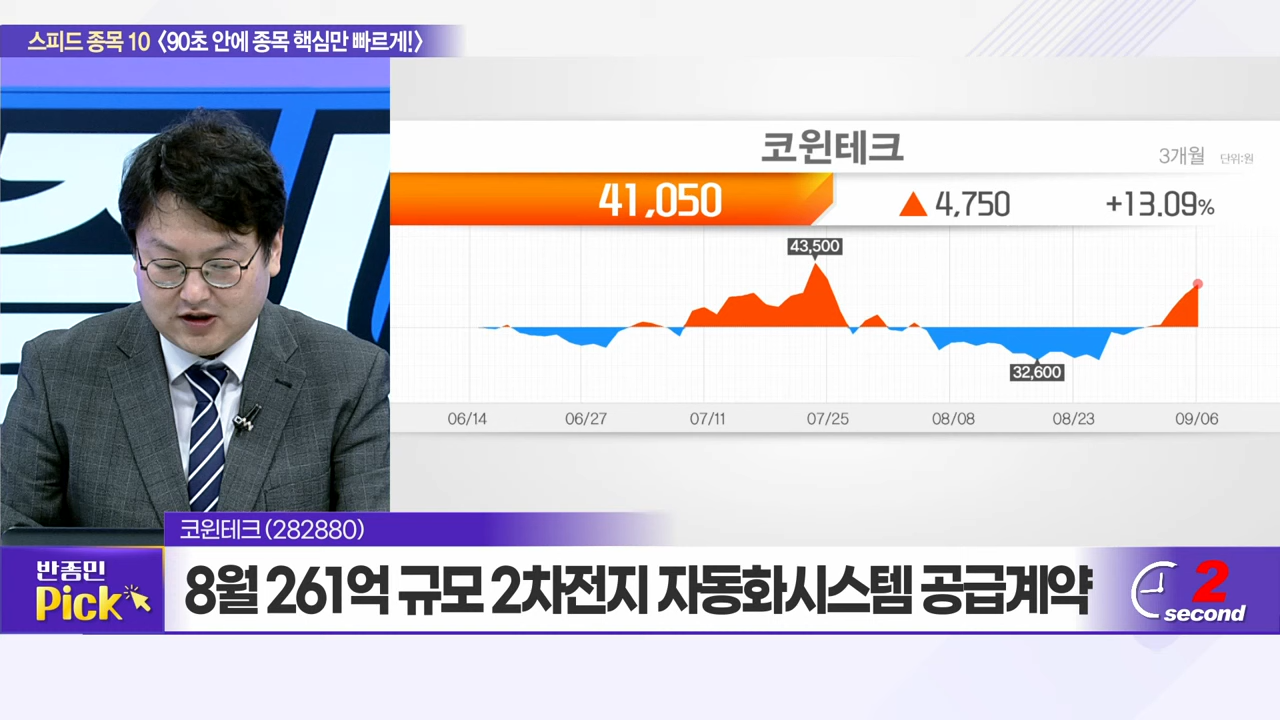 스피드 종목 10 <90초 안에 종목 핵심만 빠르게!>
코윈테크
3개월 단위:원
41,050 ▲ 4,750 +13.09%
43,500
32,600
06/14 06/27 07/11 07/25 08/08 08/23 09/06
코윈테크(282880)
반종민
Pick
8월 261억 규모 2차전지 자동화시스템 공급계약
2
second